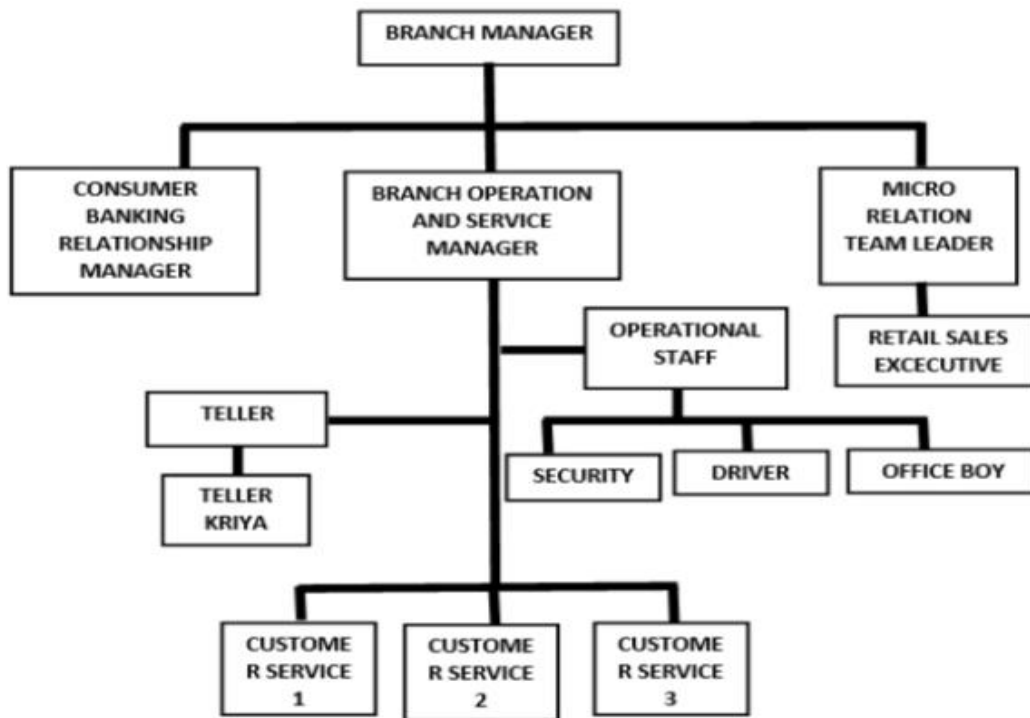 BRANCH MANAGER
CONSUMER
BANKING
RELATIONSHIP
MANAGER
BRANCH OPERATION
AND SERVICE
MANAGER
MICRO
RELATION
TEAM LEADER
OPERATIONAL
STAFF
RETAIL SALES
EXCECUTIVE
TELLER
SECURITY
DRIVER
OFFICE BOY
TELLER
KRIYA
CUSTOME
R SERVICE
1
CUSTOME
R SERVICE
2
CUSTOME
R SERVICE
3